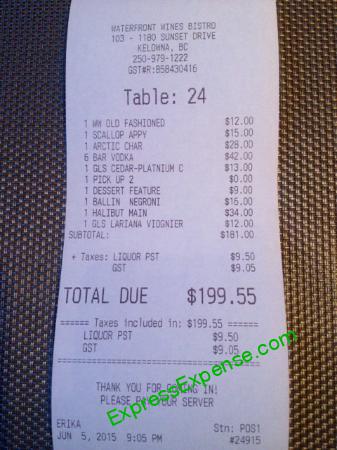 WATERFRONT WINES BISTRO
103 - 1180 SUNSET DRIVE
KELOWNA, BC
250-979-1222
GST#R:858430416
Table: 24
1 WW OLD FASHIONED $12.00
1 SCALLOP APPY $15.00
1 ARCTIC CHAR $28.00
6 BAR VODKA $42.00
1 GLS CEDAR-PLATNIUM C $13.00
1 PICK UP 2 $0.00
1 DESSERT FEATURE $9.00
1 BALLIN NEGRONI $16.00
1 HALIBUT MAIN $34.00
1 GLS LARIANA VIOGNIER $12.00
SUBTOTAL: $181.00
+ Taxes: LIQUOR PST $9.50
GST $9.05
TOTAL DUE $199.55
====== Taxes included in: $199.55 ======
LIQUOR PST $9.50
GST $9.05
THANK YOU FOR GOING IN!
PLEASE PAY YOUR SERVER
ExpressExpense.com
ERIKA Stn: POS1
JUN 5, 2015 9:05 PM #24915